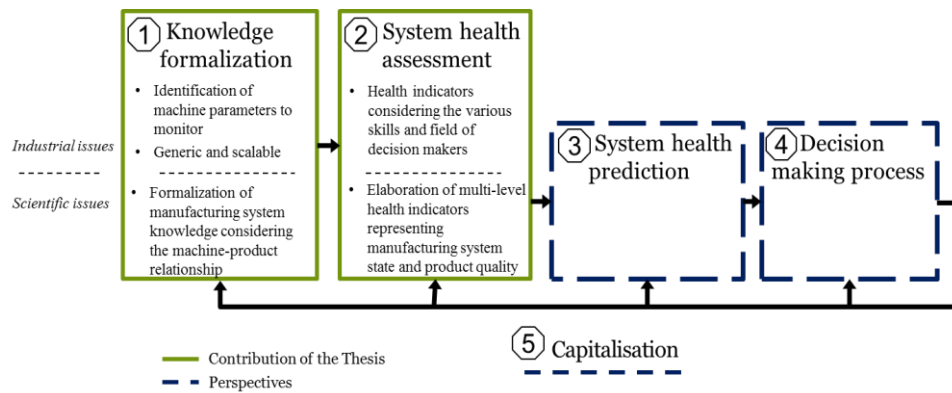 1 Knowledge
formalization
• Identification of
machine parameters to
monitor
• Generic and scalable
• Formalization of
manufacturing system
knowledge considering
the machine-product
relationship
2 System health
assessment
• Health indicators
considering the various
skills and field of
decision makers
• Elaboration of multi-level
health indicators
representing
manufacturing system
state and product quality
Industrial issues
Scientific issues
3 System health
prediction
4 Decision
making process
5 Capitalisation
Contribution of the Thesis
Perspectives